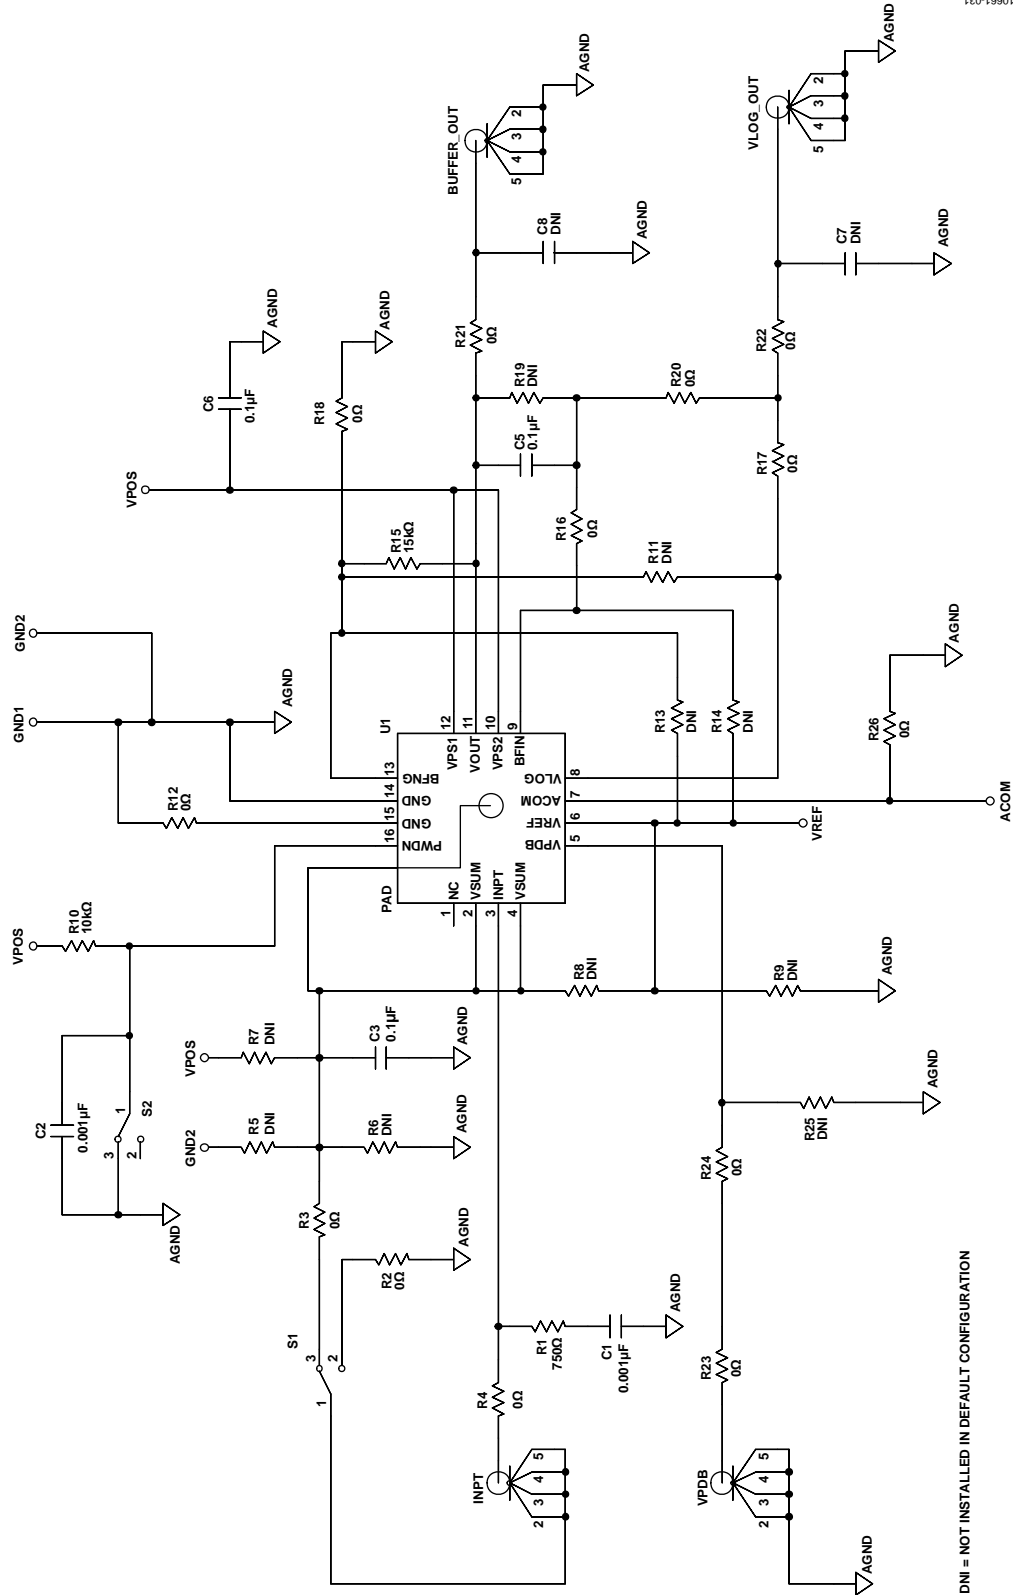 10661-031
BUFFER_OUT
5
4
3
2
AGND
VLOG_OUT
5
4
3
2
AGND
C8
DNI
AGND
C7
DNI
AGND
C6
0.1µF
AGND
VPOS
R18
0Ω
AGND
R21
0Ω
R19
DNI
R20
0Ω
R22
0Ω
C5
0.1µF
R17
0Ω
R16
0Ω
R15
15kΩ
R11
DNI
GND2
GND1
AGND
R12
0Ω
R13
DNI
R14
DNI
R26
0Ω
AGND
ACOM
VREF
U1
PAD
12
VPS1
11
VOUT
10
VPS2
9
BFIN
13
BFNG
14
GND
15
GND
16
PWDN
8
VLOG
7
ACOM
6
VREF
5
VPDB
1
NC
2
VSUM
3
INPT
4
VSUM
VPOS
R10
10kΩ
C2
0.001µF
1
S2
3
2
AGND
VPOS
R7
DNI
C3
0.1µF
AGND
GND2
R5
DNI
R6
DNI
AGND
R8
DNI
R9
DNI
AGND
R3
0Ω
R2
0Ω
AGND
S1
3
2
1
R4
0Ω
R1
750Ω
C1
0.001µF
AGND
INPT
2
3
4
5
R24
0Ω
R25
DNI
AGND
R23
0Ω
VPDB
2
3
4
5
AGND
DNI = NOT INSTALLED IN DEFAULT CONFIGURATION